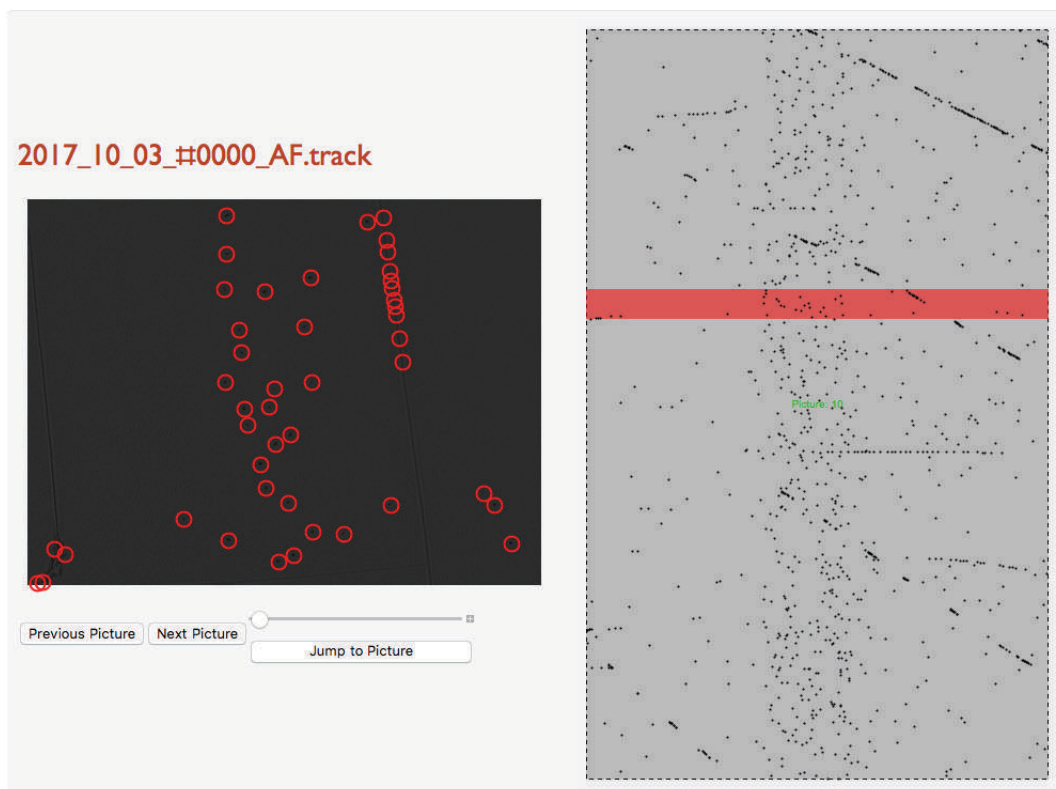 2017_10_03_⌗0000_AF.track
Picture: 10
Previous Picture
Next Picture
Jump to Picture